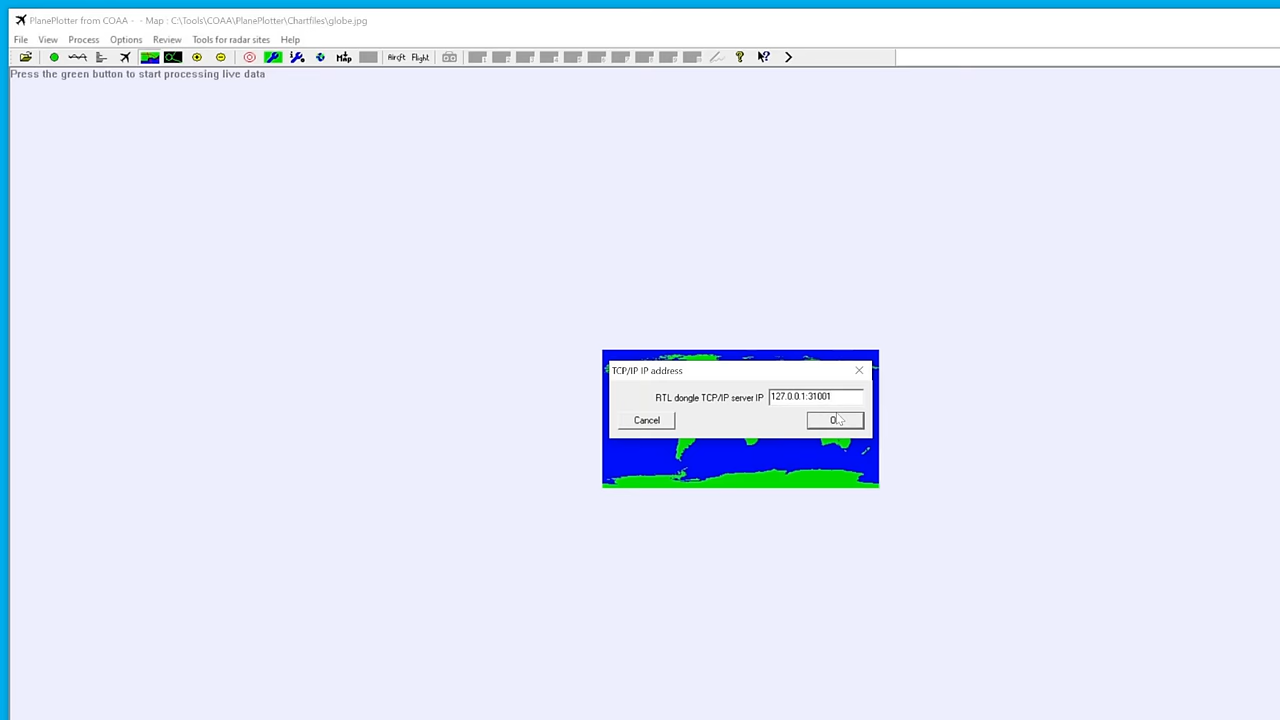 PlanePlotter from COAA - - Map : C:\Tools\COAA\PlanePlotter\Chartfiles\globe.jpg
File View Process Options Review Tools for radar sites Help
Map Aircft Flight
Press the green button to start processing live data
TCP/IP IP address
RTL dongle TCP/IP server IP 127.0.0.1:31001
Cancel